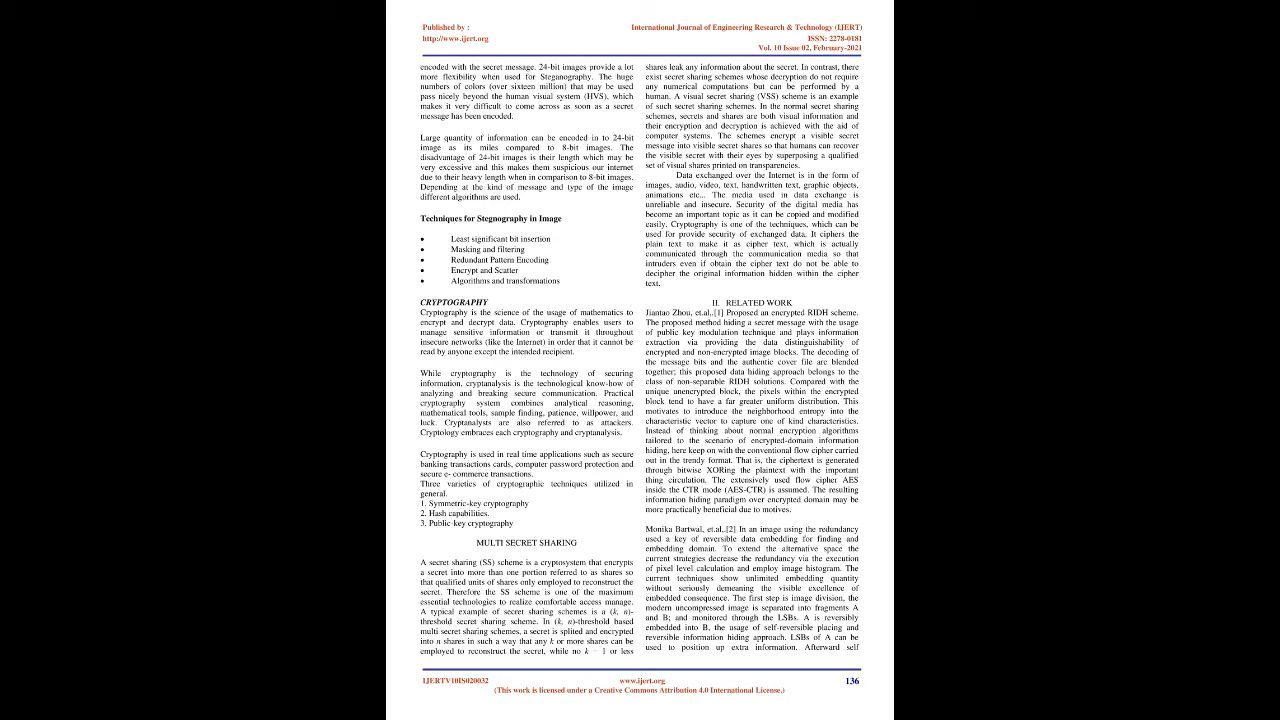 Published by :
http://www.ijert.org
International Journal of Engineering Research & Technology (IJERT)
ISSN: 2278-0181
Vol. 10 Issue 02, February-2021
encoded with the secret message. 24-bit images provide a lot
more flexibility when used for Steganography. The huge
numbers of colors (over sixteen million) that may be used
pass nicely beyond the human visual system (HVS), which
makes it very difficult to come across as soon as a secret
message has been encoded.
Large quantity of information can be encoded in to 24-bit
image as its miles compared to 8-bit images. The
disadvantage of 24-bit images is their length which may be
very excessive and this makes them suspicious our internet
due to their heavy length when in comparison to 8-bit images.
Depending at the kind of message and type of the image
different algorithms are used.
Techniques for Stegnography in Image
• Least significant bit insertion
• Masking and filtering
• Redundant Pattern Encoding
• Encrypt and Scatter
• Algorithms and transformations
CRYPTOGRAPHY
Cryptography is the science of the usage of mathematics to
encrypt and decrypt data. Cryptography enables users to
manage sensitive information or transmit it throughout
insecure networks (like the Internet) in order that it cannot be
read by anyone except the intended recipient.
While cryptography is the technology of securing
information, cryptanalysis is the technological know-how of
analyzing and breaking secure communication. Practical
cryptography system combines analytical reasoning,
mathematical tools, sample finding, patience, willpower, and
luck. Cryptanalysts are also referred to as attackers.
Cryptology embraces each cryptography and cryptanalysis.
Cryptography is used in real time applications such as secure
banking transactions cards, computer password protection and
secure e- commerce transactions.
Three varieties of cryptographic techniques utilized in
general.
1. Symmetric-key cryptography
2. Hash capabilities.
3. Public-key cryptography
MULTI SECRET SHARING
A secret sharing (SS) scheme is a cryptosystem that encrypts
a secret into more than one portion referred to as shares so
that qualified units of shares only employed to reconstruct the
secret. Therefore the SS scheme is one of the maximum
essential technologies to realize comfortable access manage.
A typical example of secret sharing schemes is a (k, n)-
threshold secret sharing scheme. In (k, n)-threshold based
multi secret sharing schemes, a secret is splited and encrypted
into n shares in such a way that any k or more shares can be
employed to reconstruct the secret, while no k − 1 or less
shares leak any information about the secret. In contrast, there
exist secret sharing schemes whose decryption do not require
any numerical computations but can be performed by a
human. A visual secret sharing (VSS) scheme is an example
of such secret sharing schemes. In the normal secret sharing
schemes, secrets and shares are both visual information and
their encryption and decryption is achieved with the aid of
computer systems. The schemes encrypt a visible secret
message into visible secret shares so that humans can recover
the visible secret with their eyes by superposing a qualified
set of visual shares printed on transparencies.
Data exchanged over the Internet is in the form of
images, audio, video, text, handwritten text, graphic objects,
animations etc... The media used in data exchange is
unreliable and insecure. Security of the digital media has
become an important topic as it can be copied and modified
easily. Cryptography is one of the techniques, which can be
used for provide security of exchanged data. It ciphers the
plain text to make it as cipher text, which is actually
communicated through the communication media so that
intruders even if obtain the cipher text do not be able to
decipher the original information hidden within the cipher
text.
II. RELATED WORK
Jiantao Zhou, et.al,.[1] Proposed an encrypted RIDH scheme.
The proposed method hiding a secret message with the usage
of public key modulation technique and plays information
extraction via providing the data distinguishability of
encrypted and non-encrypted image blocks. The decoding of
the message bits and the authentic cover file are blended
together; this proposed data hiding approach belongs to the
class of non-separable RIDH solutions. Compared with the
unique unencrypted block, the pixels within the encrypted
block tend to have a far greater uniform distribution. This
motivates to introduce the neighborhood entropy into the
characteristic vector to capture one of kind characteristics.
Instead of thinking about normal encryption algorithms
tailored to the scenario of encrypted-domain information
hiding, here keep on with the conventional flow cipher carried
out in the trendy format. That is, the ciphertext is generated
through bitwise XORing the plaintext with the important
thing circulation. The extensively used flow cipher AES
inside the CTR mode (AES-CTR) is assumed. The resulting
information hiding paradigm over encrypted domain may be
more practically beneficial due to motives.
Monika Bartwal, et.al,.[2] In an image using the redundancy
used a key of reversible data embedding for finding and
embedding domain. To extend the alternative space the
current strategies decrease the redundancy via the execution
of pixel level calculation and employ image histogram. The
current techniques show unlimited embedding quantity
without seriously demeaning the visible excellence of
embedded consequence. The first step is image division, the
modern uncompressed image is separated into fragments A
and B; and monitored through the LSBs. A is reversibly
embedded into B, the usage of self-reversible placing and
reversible information hiding approach. LSBs of A can be
used to position up extra information. Afterward self
IJERTV10IS020032
www.ijert.org
136
(This work is licensed under a Creative Commons Attribution 4.0 International License.)